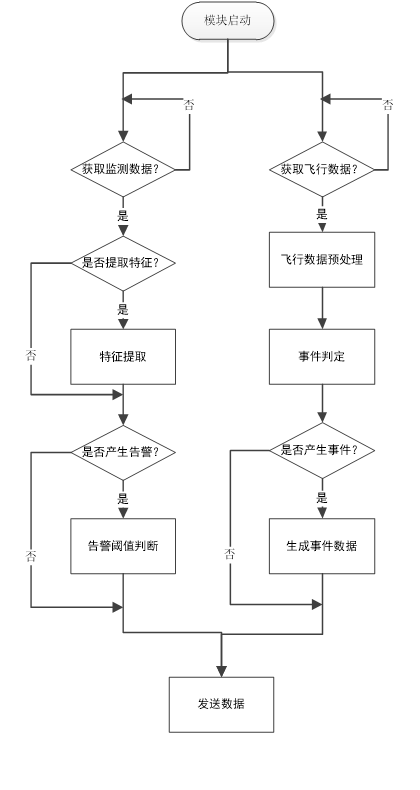 模块启动
否
否
获取监测数据?
获取飞行数据?
是
是
是否提取特征?
飞行数据预处理
是
否
特征提取
事件判定
是否产生告警?
是否产生事件?
是
是
否
否
告警阈值判断
生成事件数据
发送数据